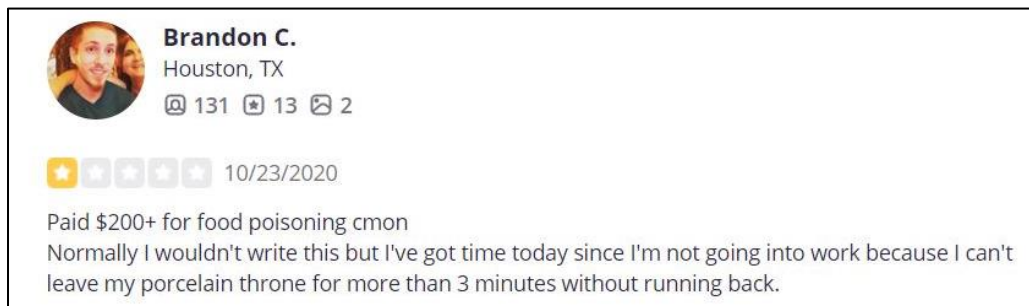 Brandon C.
Houston, TX
131 13 2
10/23/2020
Paid $200+ for food poisoning cmon
Normally I wouldn't write this but I've got time today since I'm not going into work because I can't
leave my porcelain throne for more than 3 minutes without running back.